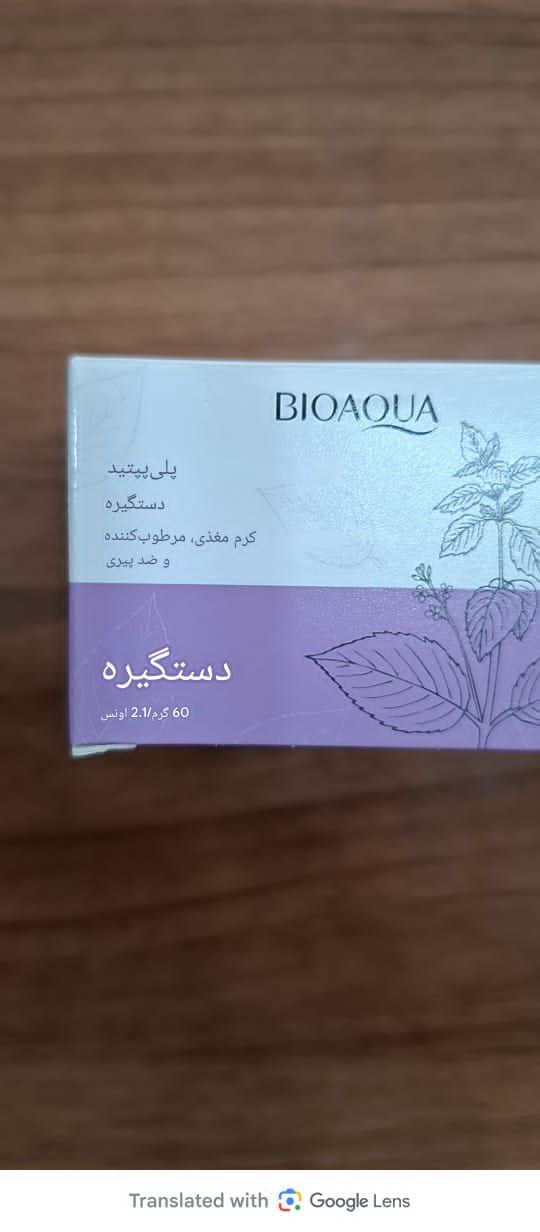 BIOAQUA
پلی‌پپتید
دستگیره
کرم مغذی، مرطوب‌کننده
و ضد پیری
دستگیره
60 گرم/2.1 اونس
Translated with Google Lens